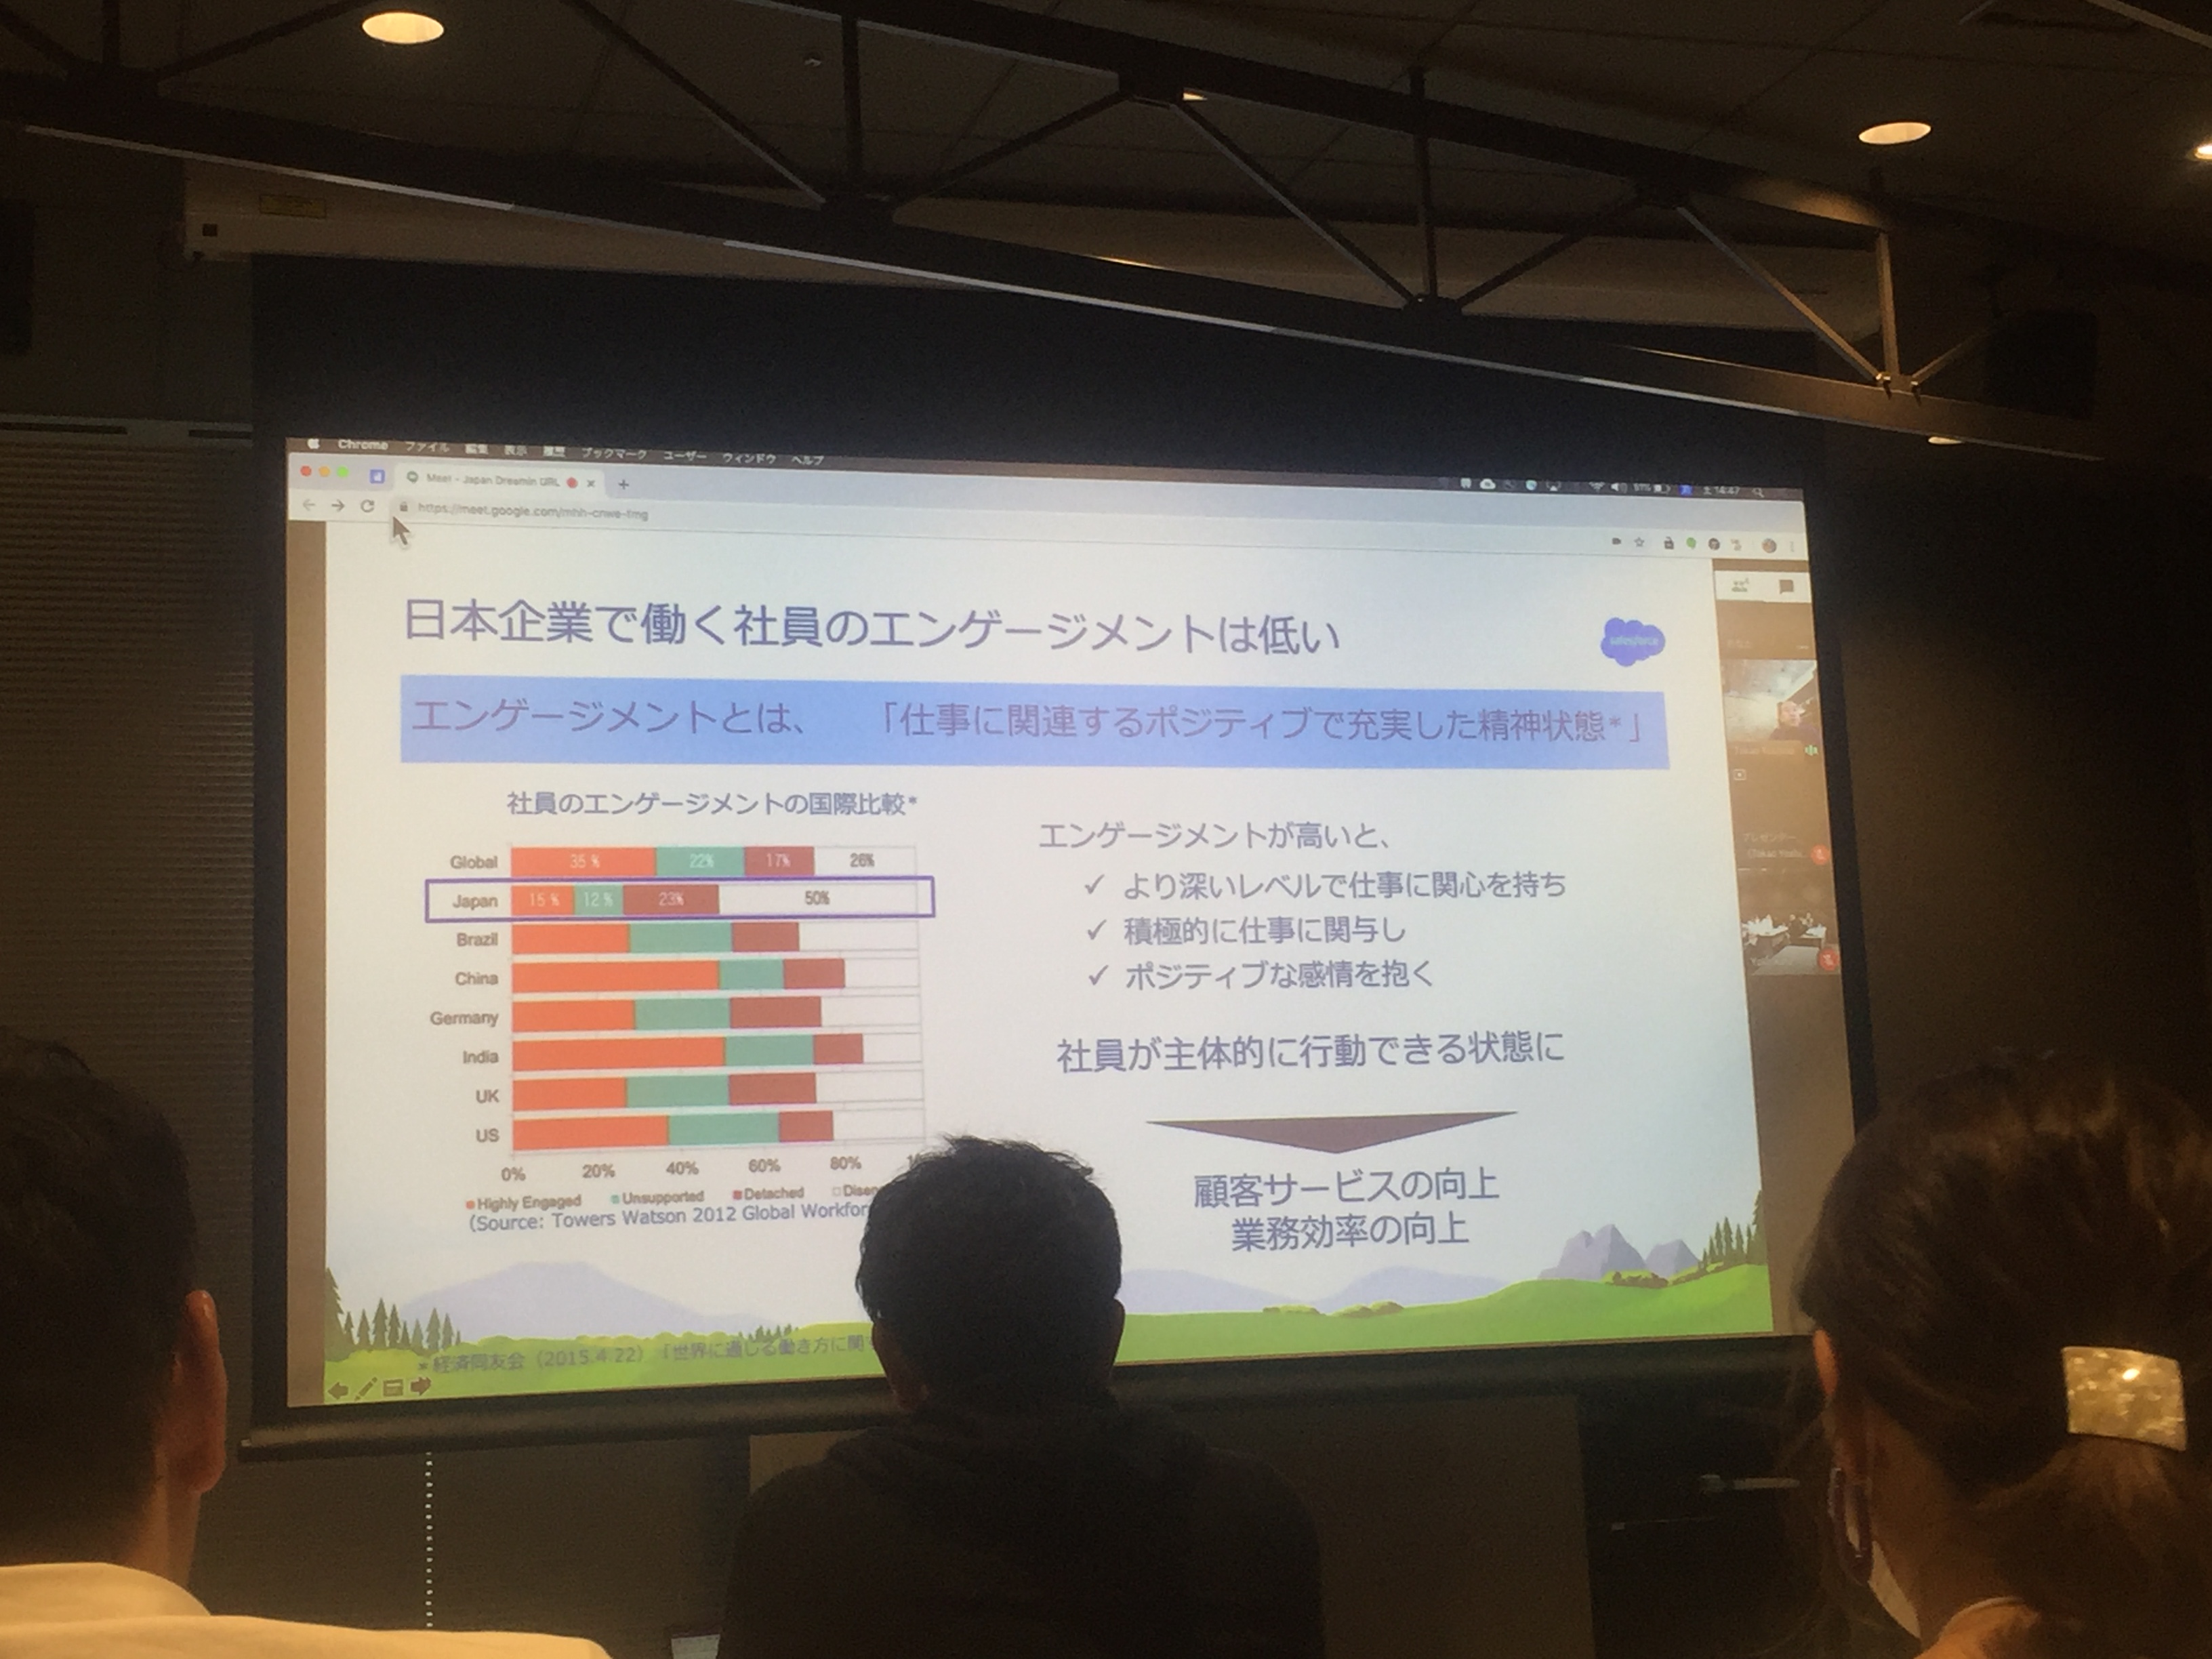 Chrome ファイル 編集 表示 履歴 ブックマーク ユーザー ウィンドウ ヘルプ
Meet - Japan Dreamin URL
https://meet.google.com/mhh-cnwe-tmg
日本企業で働く社員のエンゲージメントは低い
salesforce
エンゲージメントとは、 「仕事に関連するポジティブで充実した精神状態*」
社員のエンゲージメントの国際比較*
Global 35 % 22% 17% 26%
Japan 15 % 12 % 23% 50%
Brazil
China
Germany
India
UK
US
0% 20% 40% 60% 80%
Highly Engaged Unsupported Detached
(Source: Towers Watson 2012 Global
エンゲージメントが高いと、
✓ より深いレベルで仕事に関心を持ち
✓ 積極的に仕事に関与し
✓ ポジティブな感情を抱く
社員が主体的に行動できる状態に
顧客サービスの向上
業務効率の向上
* 経済同友会（2015.4.22）「世界に通じる働き方に関